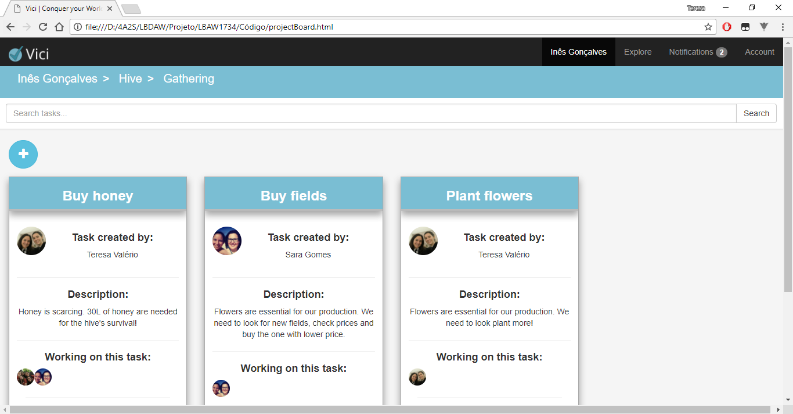 Vici | Conquer your Work
Teresa
file:///D:/4A2S/LBDAW/Projeto/LBAW1734/Código/projectBoard.html
Vici
Inês Gonçalves
Explore
Notifications 2
Account
Inês Gonçalves > Hive > Gathering
Search tasks...
Search
Buy honey
Task created by:
Teresa Valério
Description:
Honey is scarcing. 30L of honey are needed
for the hive's survival!
Working on this task:
Buy fields
Task created by:
Sara Gomes
Description:
Flowers are essential for our production. We
need to look for new fields, check prices and
buy the one with lower price.
Working on this task:
Plant flowers
Task created by:
Teresa Valério
Description:
Flowers are essential for our production. We
need to look plant more!
Working on this task: